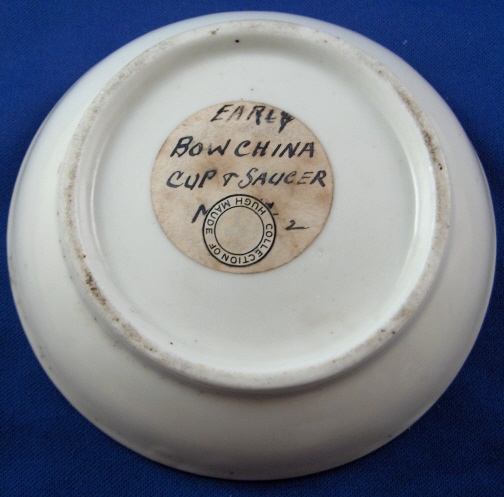 EARLY
BOW CHINA
CUP & SAUCER
2
COLLECTION OF HUGH MAUDE